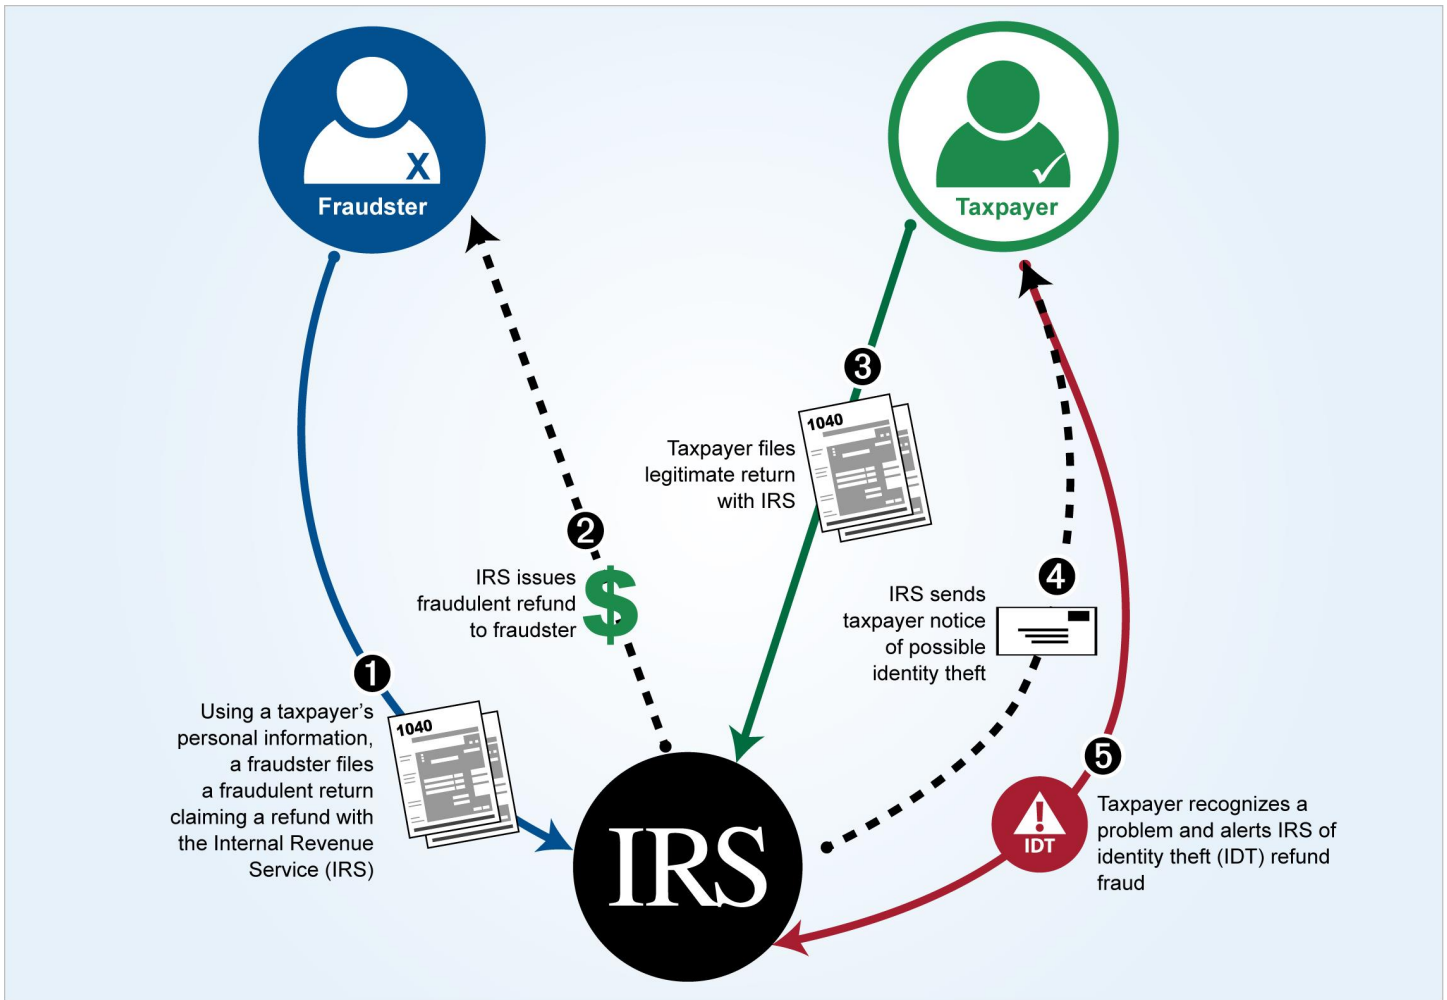 Fraudster
X
Taxpayer
3
1040
Taxpayer files
legitimate return
with IRS
2
IRS issues
fraudulent refund
to fraudster
$
4
IRS sends
taxpayer notice
of possible
identity theft
1
Using a taxpayer’s
personal information,
a fraudster files
a fraudulent return
claiming a refund with
the Internal Revenue
Service (IRS)
1040
IRS
5
!
IDT
Taxpayer recognizes a
problem and alerts IRS of
identity theft (IDT) refund
fraud